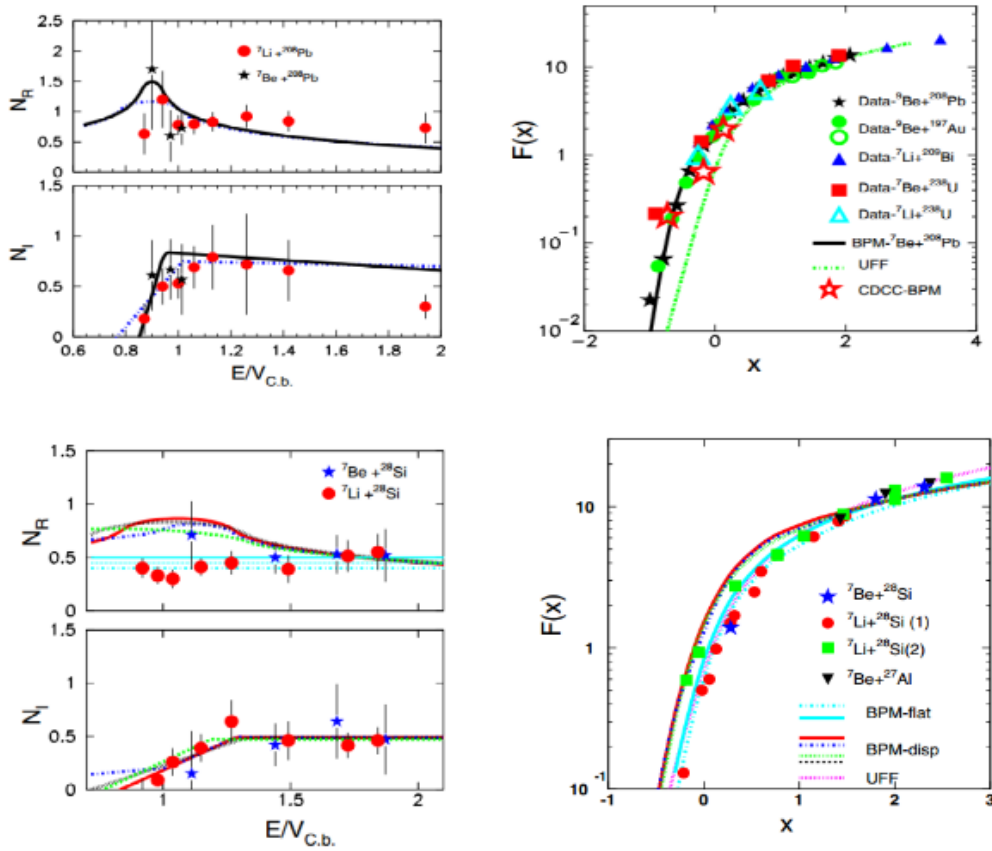 2.5
2
1.5
1
0.5
0
N_R
⁷Li+²⁰⁸Pb
⁷Be+²⁰⁸Pb
1
0.5
0
N_I
0.6 0.8 1 1.2 1.4 1.6 1.8 2
E/V_C.b.
10
1
10⁻¹
10⁻²
F(x)
Data-⁹Be+²⁰⁸Pb
Data-⁹Be+¹⁹⁷Au
Data-⁷Li+²⁰⁹Bi
Data-⁷Be+²³⁸U
Data-⁷Li+²³⁸U
BPM-⁷Be+²⁰⁸Pb
UFF
CDCC-BPM
−2 0 2 4
x
1.5
1
0.5
0
N_R
⁷Be+²⁸Si
⁷Li+²⁸Si
1
0.5
0
N_I
1 1.5 2
E/V_C.b.
10
1
10⁻¹
F(x)
⁷Be+²⁸Si
⁷Li+²⁸Si (1)
⁷Li+²⁸Si(2)
⁷Be+²⁷Al
BPM-flat
BPM-disp
UFF
-1 0 1 2 3
x